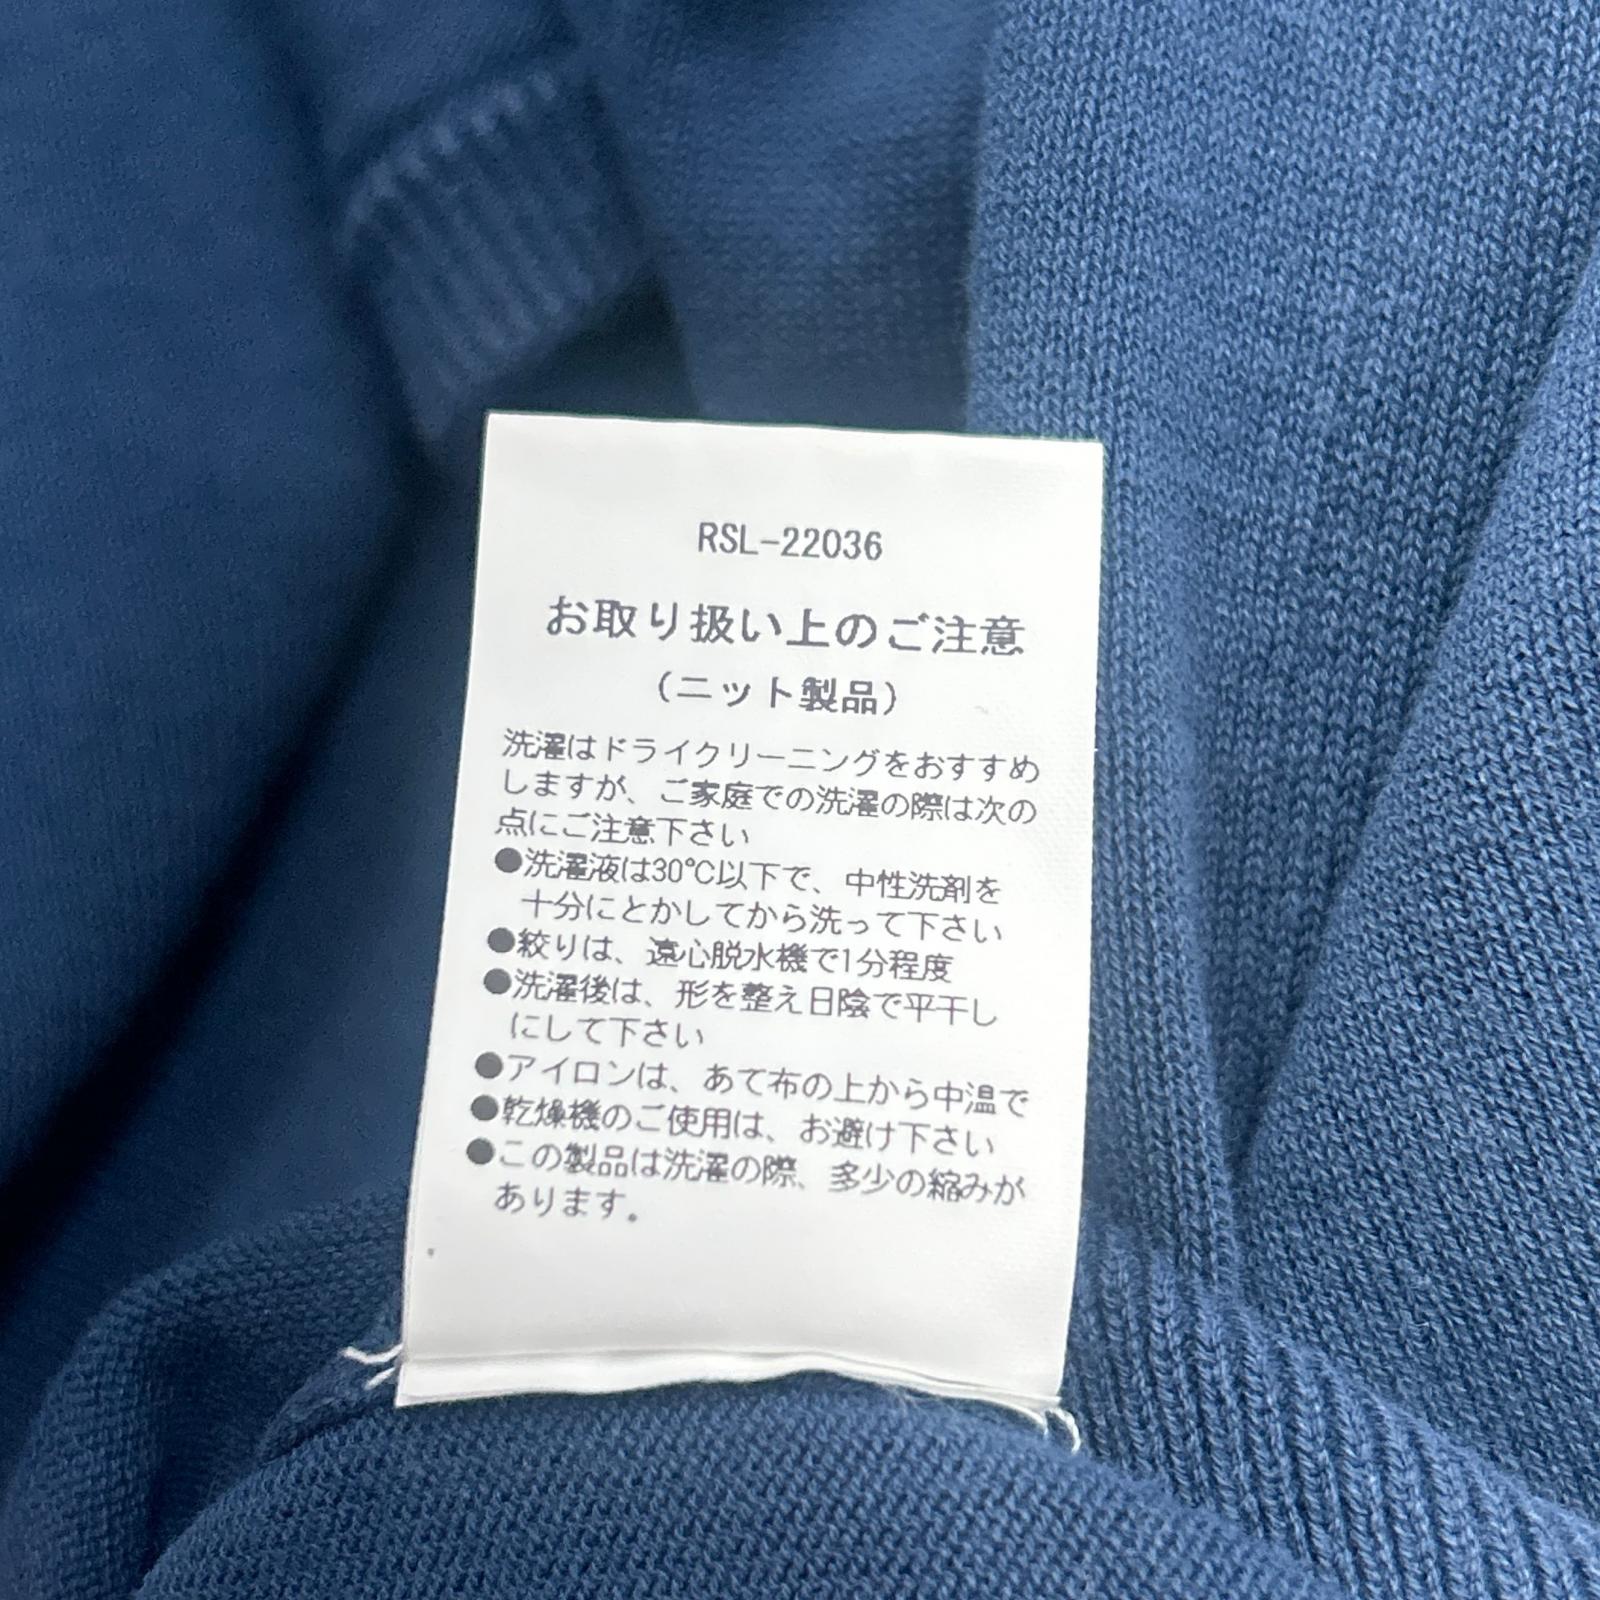 RSL-22036
お取り扱い上のご注意
(ニット製品)
洗濯はドライクリーニングをおすすめ
しますが、ご家庭での洗濯の際は次の
点にご注意下さい
●洗濯液は30℃以下で、中性洗剤を
十分にとかしてから洗って下さい
●絞りは、遠心脱水機で1分程度
●洗濯後は、形を整え日陰で平干し
にして下さい
●アイロンは、あて布の上から中温で
●乾燥機のご使用は、お避け下さい
●この製品は洗濯の際、多少の縮みが
あります。